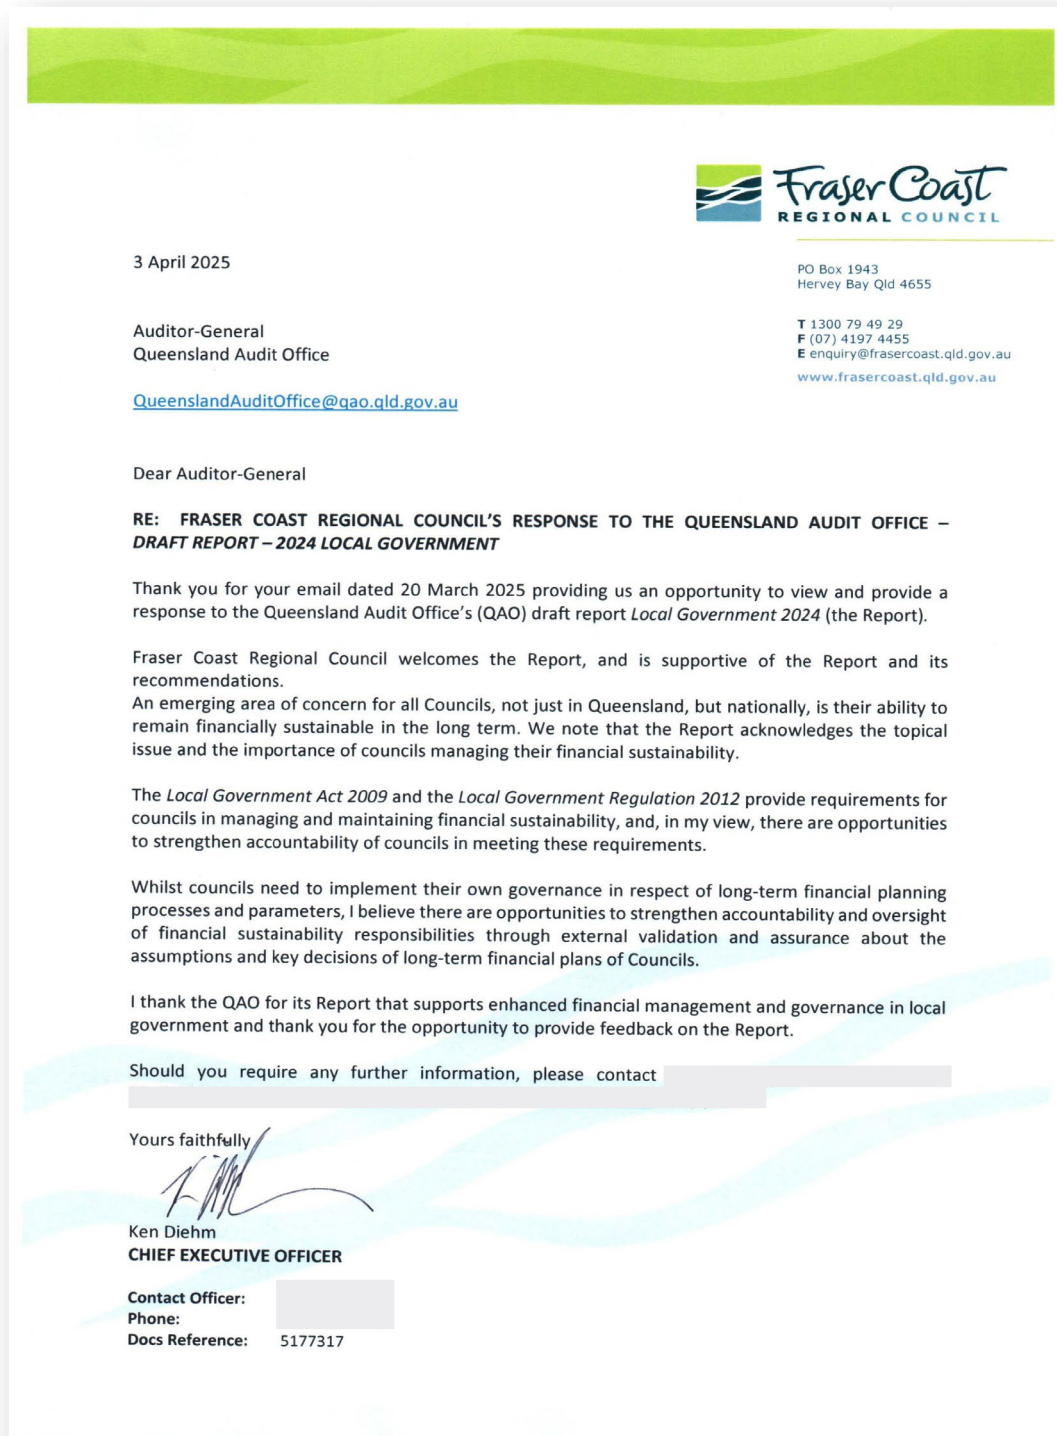 Fraser Coast
REGIONAL COUNCIL
3 April 2025
PO Box 1943
Hervey Bay Qld 4655
T 1300 79 49 29
F (07) 4197 4455
E enquiry@frasercoast.qld.gov.au
www.frasercoast.qld.gov.au
Auditor-General
Queensland Audit Office
QueenslandAuditOffice@qao.qld.gov.au
Dear Auditor-General
RE: FRASER COAST REGIONAL COUNCIL'S RESPONSE TO THE QUEENSLAND AUDIT OFFICE –
DRAFT REPORT – 2024 LOCAL GOVERNMENT
Thank you for your email dated 20 March 2025 providing us an opportunity to view and provide a
response to the Queensland Audit Office's (QAO) draft report Local Government 2024 (the Report).
Fraser Coast Regional Council welcomes the Report, and is supportive of the Report and its
recommendations.
An emerging area of concern for all Councils, not just in Queensland, but nationally, is their ability to
remain financially sustainable in the long term. We note that the Report acknowledges the topical
issue and the importance of councils managing their financial sustainability.
The Local Government Act 2009 and the Local Government Regulation 2012 provide requirements for
councils in managing and maintaining financial sustainability, and, in my view, there are opportunities
to strengthen accountability of councils in meeting these requirements.
Whilst councils need to implement their own governance in respect of long-term financial planning
processes and parameters, I believe there are opportunities to strengthen accountability and oversight
of financial sustainability responsibilities through external validation and assurance about the
assumptions and key decisions of long-term financial plans of Councils.
I thank the QAO for its Report that supports enhanced financial management and governance in local
government and thank you for the opportunity to provide feedback on the Report.
Should you require any further information, please contact
Yours faithfully
Ken Diehm
CHIEF EXECUTIVE OFFICER
Contact Officer:
Phone:
Docs Reference: 5177317